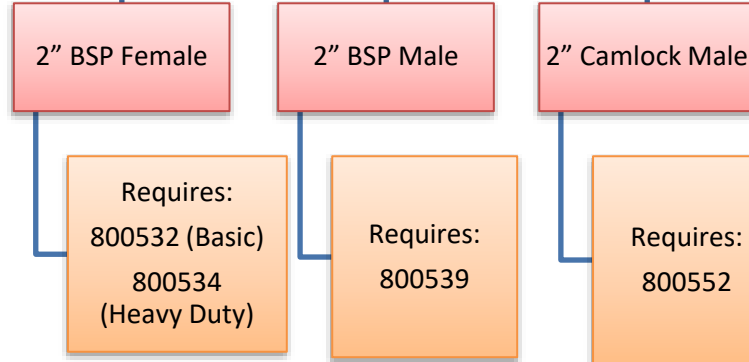 2” BSP Female
2” BSP Male
2” Camlock Male
Requires:
800532 (Basic)
800534
(Heavy Duty)
Requires:
800539
Requires:
800552